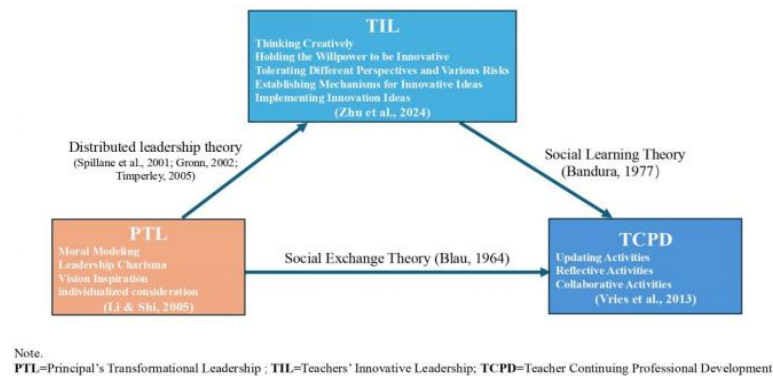 TIL
Thinking Creatively
Holding the Willpower to be Innovative
Tolerating Different Perspectives and Various Risks
Establishing Mechanisms for Innovative Ideas
Implementing Innovation Ideas
(Zhu et al., 2024)
Distributed leadership theory
(Spillane et al., 2001; Gronn, 2002;
Timperley, 2005)
Social Learning Theory
(Bandura, 1977)
PTL
Moral Modeling
Leadership Charisma
Vision Inspiration
individualized consideration
(Li & Shi, 2005)
Social Exchange Theory (Blau, 1964)
TCPD
Updating Activities
Reflective Activities
Collaborative Activities
(Vries et al., 2013)
Note.
PTL=Principal's Transformational Leadership ; TIL=Teachers' Innovative Leadership; TCPD=Teacher Continuing Professional Development